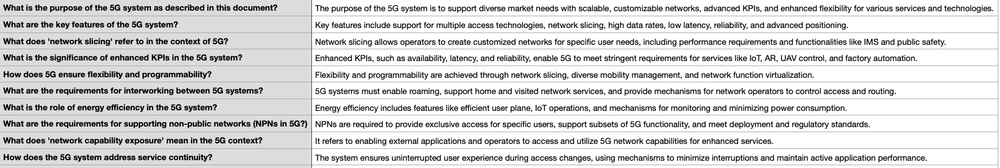 What is the purpose of the 5G system as described in this document? The purpose of the 5G system is to support diverse market needs with scalable, customizable networks, advanced KPIs, and enhanced flexibility for various services and technologies.
What are the key features of the 5G system? Key features include support for multiple access technologies, network slicing, high data rates, low latency, reliability, and advanced positioning.
What does 'network slicing' refer to in the context of 5G? Network slicing allows operators to create customized networks for specific user needs, including performance requirements and functionalities like IMS and public safety.
What is the significance of enhanced KPIs in the 5G system? Enhanced KPIs, such as availability, latency, and reliability, enable 5G to meet stringent requirements for services like IoT, AR, UAV control, and factory automation.
How does 5G ensure flexibility and programmability? Flexibility and programmability are achieved through network slicing, diverse mobility management, and network function virtualization.
What are the requirements for interworking between 5G systems? 5G systems must enable roaming, support home and visited network services, and provide mechanisms for network operators to control access and routing.
What is the role of energy efficiency in the 5G system? Energy efficiency includes features like efficient user plane, IoT operations, and mechanisms for monitoring and minimizing power consumption.
What are the requirements for supporting non-public networks (NPNs in 5G?) NPNs are required to provide exclusive access for specific users, support subsets of 5G functionality, and meet deployment and regulatory standards.
What does 'network capability exposure' mean in the 5G context? It refers to enabling external applications and operators to access and utilize 5G network capabilities for enhanced services.
How does the 5G system address service continuity? The system ensures uninterrupted user experience during access changes, using mechanisms to minimize interruptions and maintain active application performance.